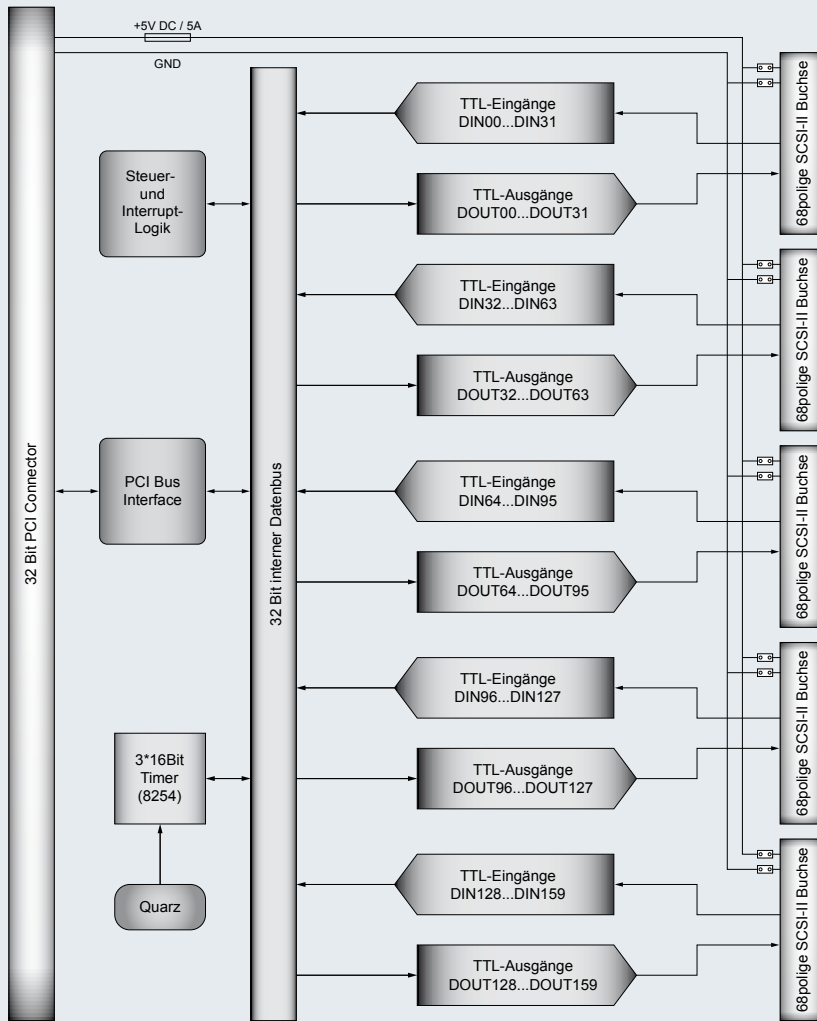 +5V DC / 5A
GND
32 Bit PCI Connector
Steuer-
und
Interrupt-
Logik
PCI Bus
Interface
3*16Bit
Timer
(8254)
Quarz
32 Bit interner Datenbus
TTL-Eingänge
DIN00...DIN31
TTL-Ausgänge
DOUT00...DOUT31
68polige SCSI-II Buchse
TTL-Eingänge
DIN32...DIN63
TTL-Ausgänge
DOUT32...DOUT63
68polige SCSI-II Buchse
TTL-Eingänge
DIN64...DIN95
TTL-Ausgänge
DOUT64...DOUT95
68polige SCSI-II Buchse
TTL-Eingänge
DIN96...DIN127
TTL-Ausgänge
DOUT96...DOUT127
68polige SCSI-II Buchse
TTL-Eingänge
DIN128...DIN159
TTL-Ausgänge
DOUT128...DOUT159
68polige SCSI-II Buchse